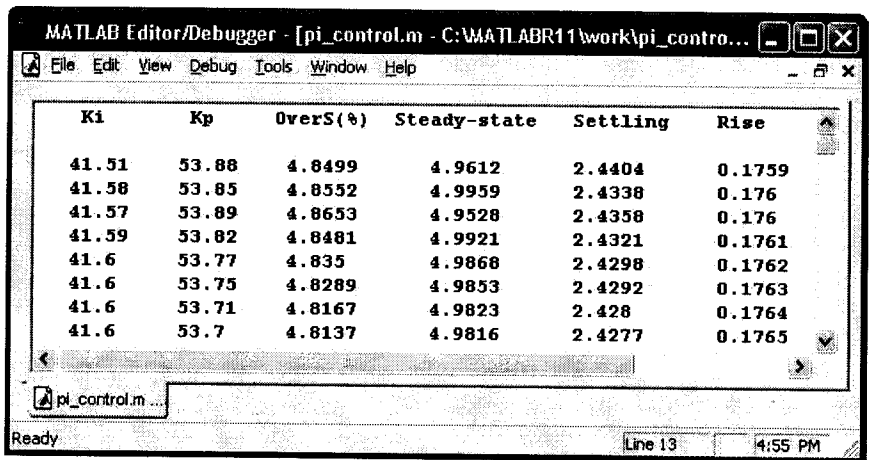 MATLAB Editor/Debugger - [pi_control.m - C:\MATLABR11\work\pi_contro...
File Edit View Debug Tools Window Help
Ki Kp OverS(%) Steady-state Settling Rise
41.51 53.88 4.8499 4.9612 2.4404 0.1759
41.58 53.85 4.8552 4.9959 2.4338 0.176
41.57 53.89 4.8653 4.9528 2.4358 0.176
41.59 53.82 4.8481 4.9921 2.4321 0.1761
41.6 53.77 4.835 4.9868 2.4298 0.1762
41.6 53.75 4.8289 4.9853 2.4292 0.1763
41.6 53.71 4.8167 4.9823 2.428 0.1764
41.6 53.7 4.8137 4.9816 2.4277 0.1765
pi_control.m ...
Ready Line 13 4:55 PM